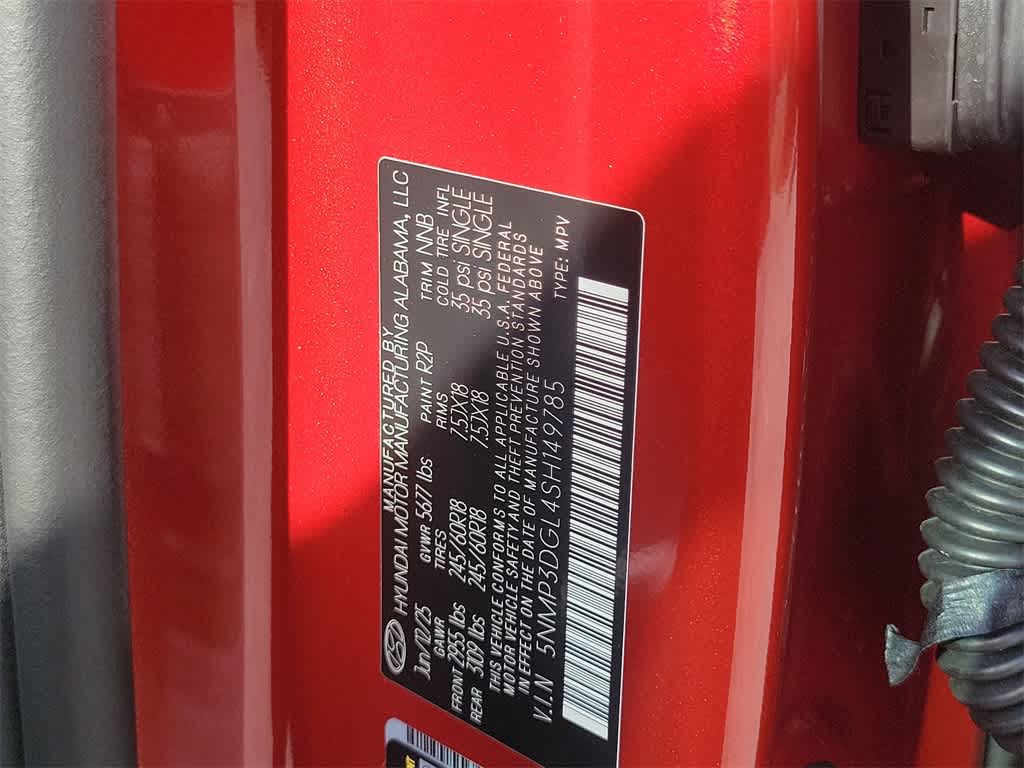 MANUFACTURED BY
HYUNDAI MOTOR MANUFACTURING ALABAMA, LLC
Jun/10/25 GVWR 5677 lbs PAINT R2P TRIM NNB
GAWR TIRES RIMS COLD TIRE INFL
FRONT 2955 lbs 245/60R18 7.5JX18 35 psi SINGLE
REAR 3109 lbs 245/60R18 7.5JX18 35 psi SINGLE
THIS VEHICLE CONFORMS TO ALL APPLICABLE U.S.A. FEDERAL
MOTOR VEHICLE SAFETY AND THEFT PREVENTION STANDARDS
IN EFFECT ON THE DATE OF MANUFACTURE SHOWN ABOVE
V.I.N 5NMP3DGL4SH149785 TYPE: MPV